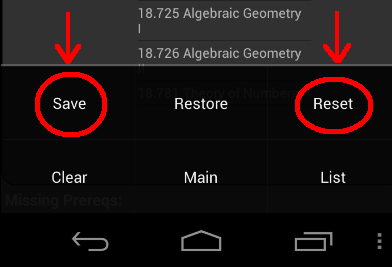 18.725 Algebraic Geometry
I
18.726 Algebraic Geometry
II
18.781 Theory of Numbers
Save
Restore
Reset
Clear
Main
List
Missing Prereqs: